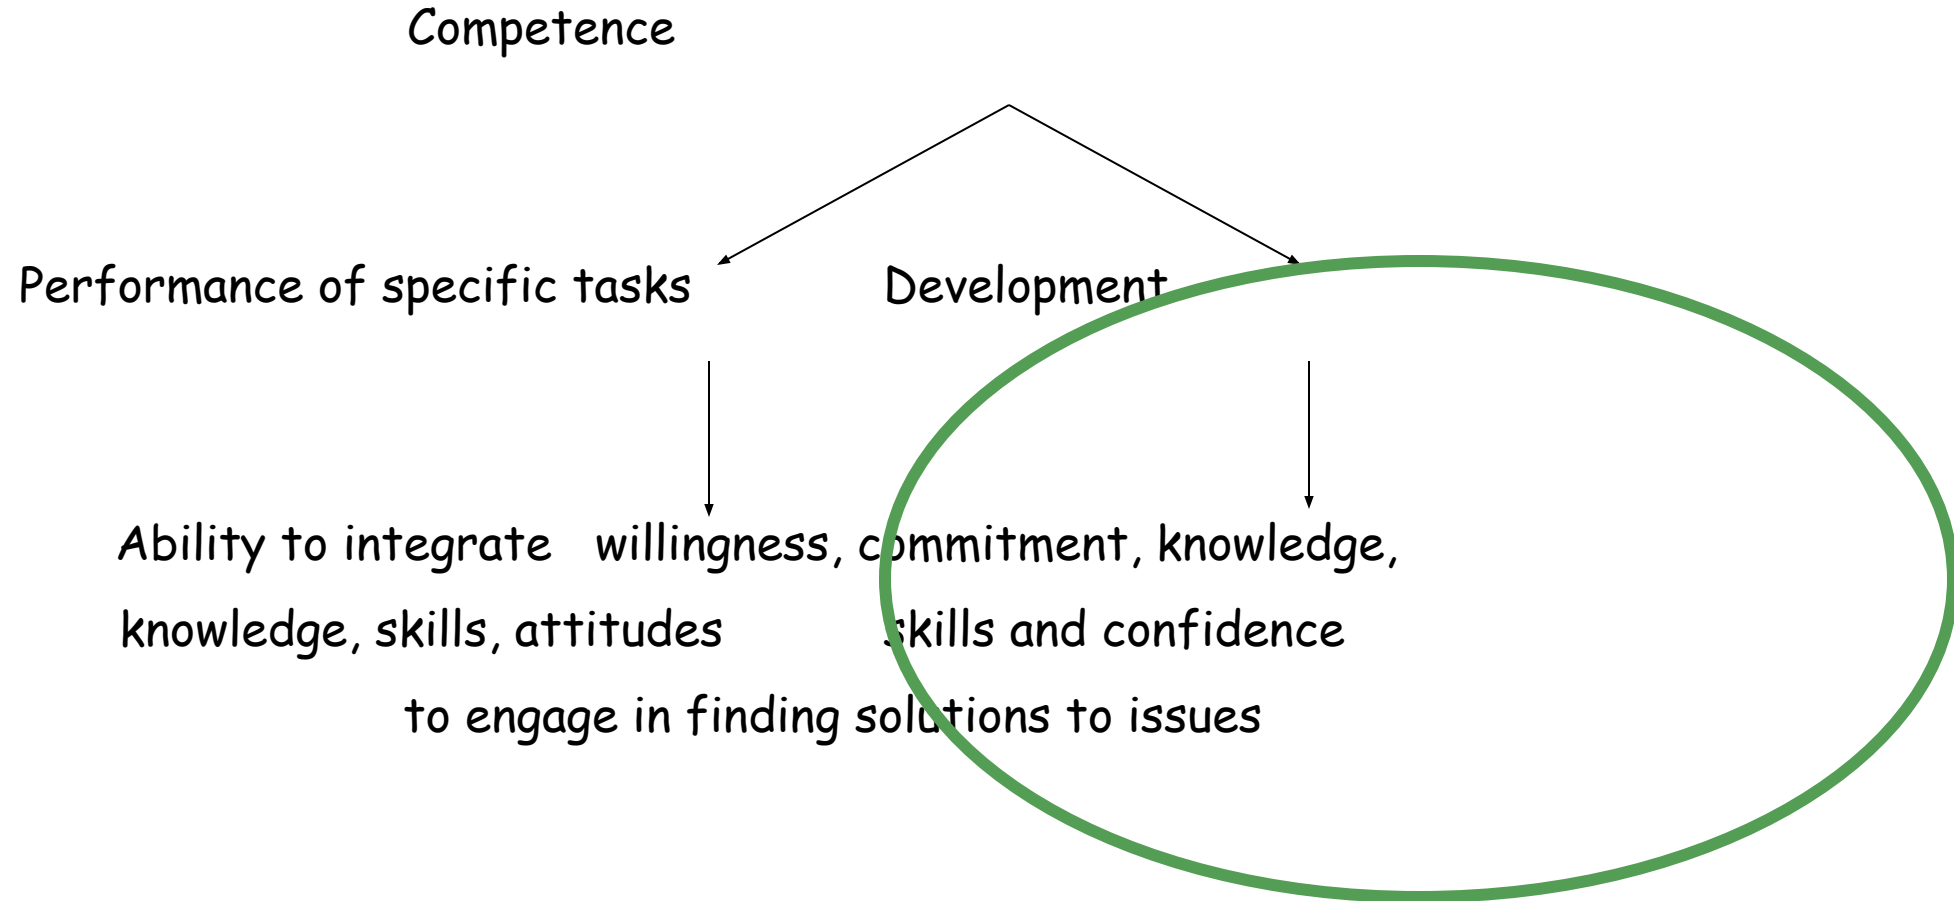 Competence
Performance of specific tasks Development
Ability to integrate willingness, commitment, knowledge,
knowledge, skills, attitudes skills and confidence
to engage in finding solutions to issues